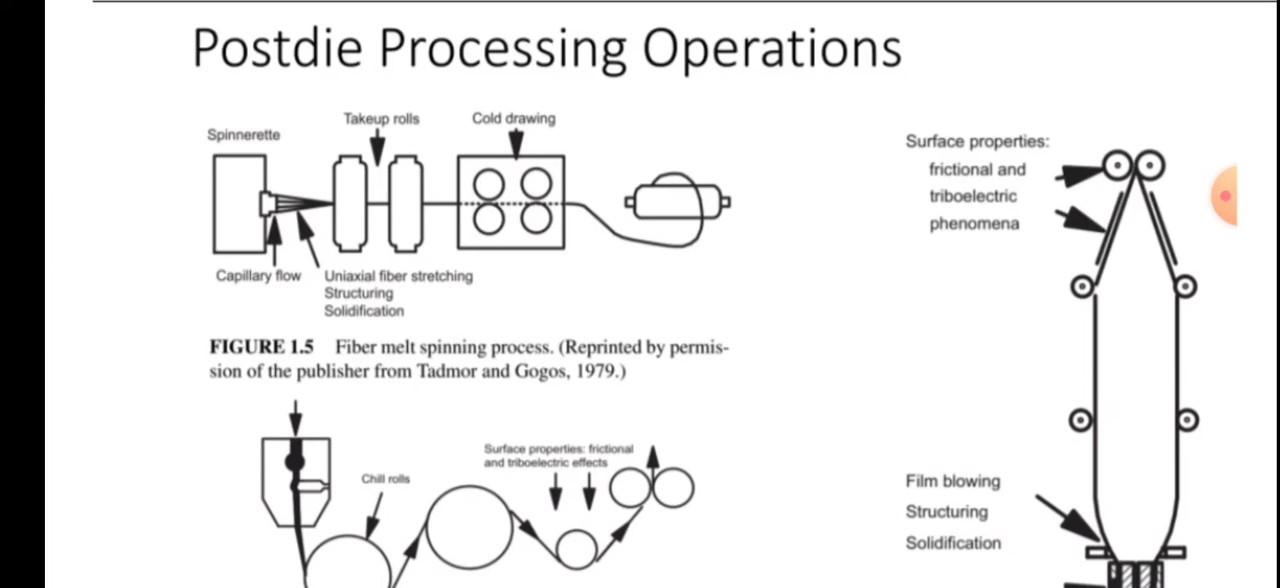 Postdie Processing Operations
Spinnerette
Takeup rolls
Cold drawing
Capillary flow
Uniaxial fiber stretching
Structuring
Solidification
FIGURE 1.5 Fiber melt spinning process. (Reprinted by permis-
sion of the publisher from Tadmor and Gogos, 1979.)
Chill rolls
Surface properties: frictional
and triboelectric effects
Surface properties:
frictional and
triboelectric
phenomena
Film blowing
Structuring
Solidification